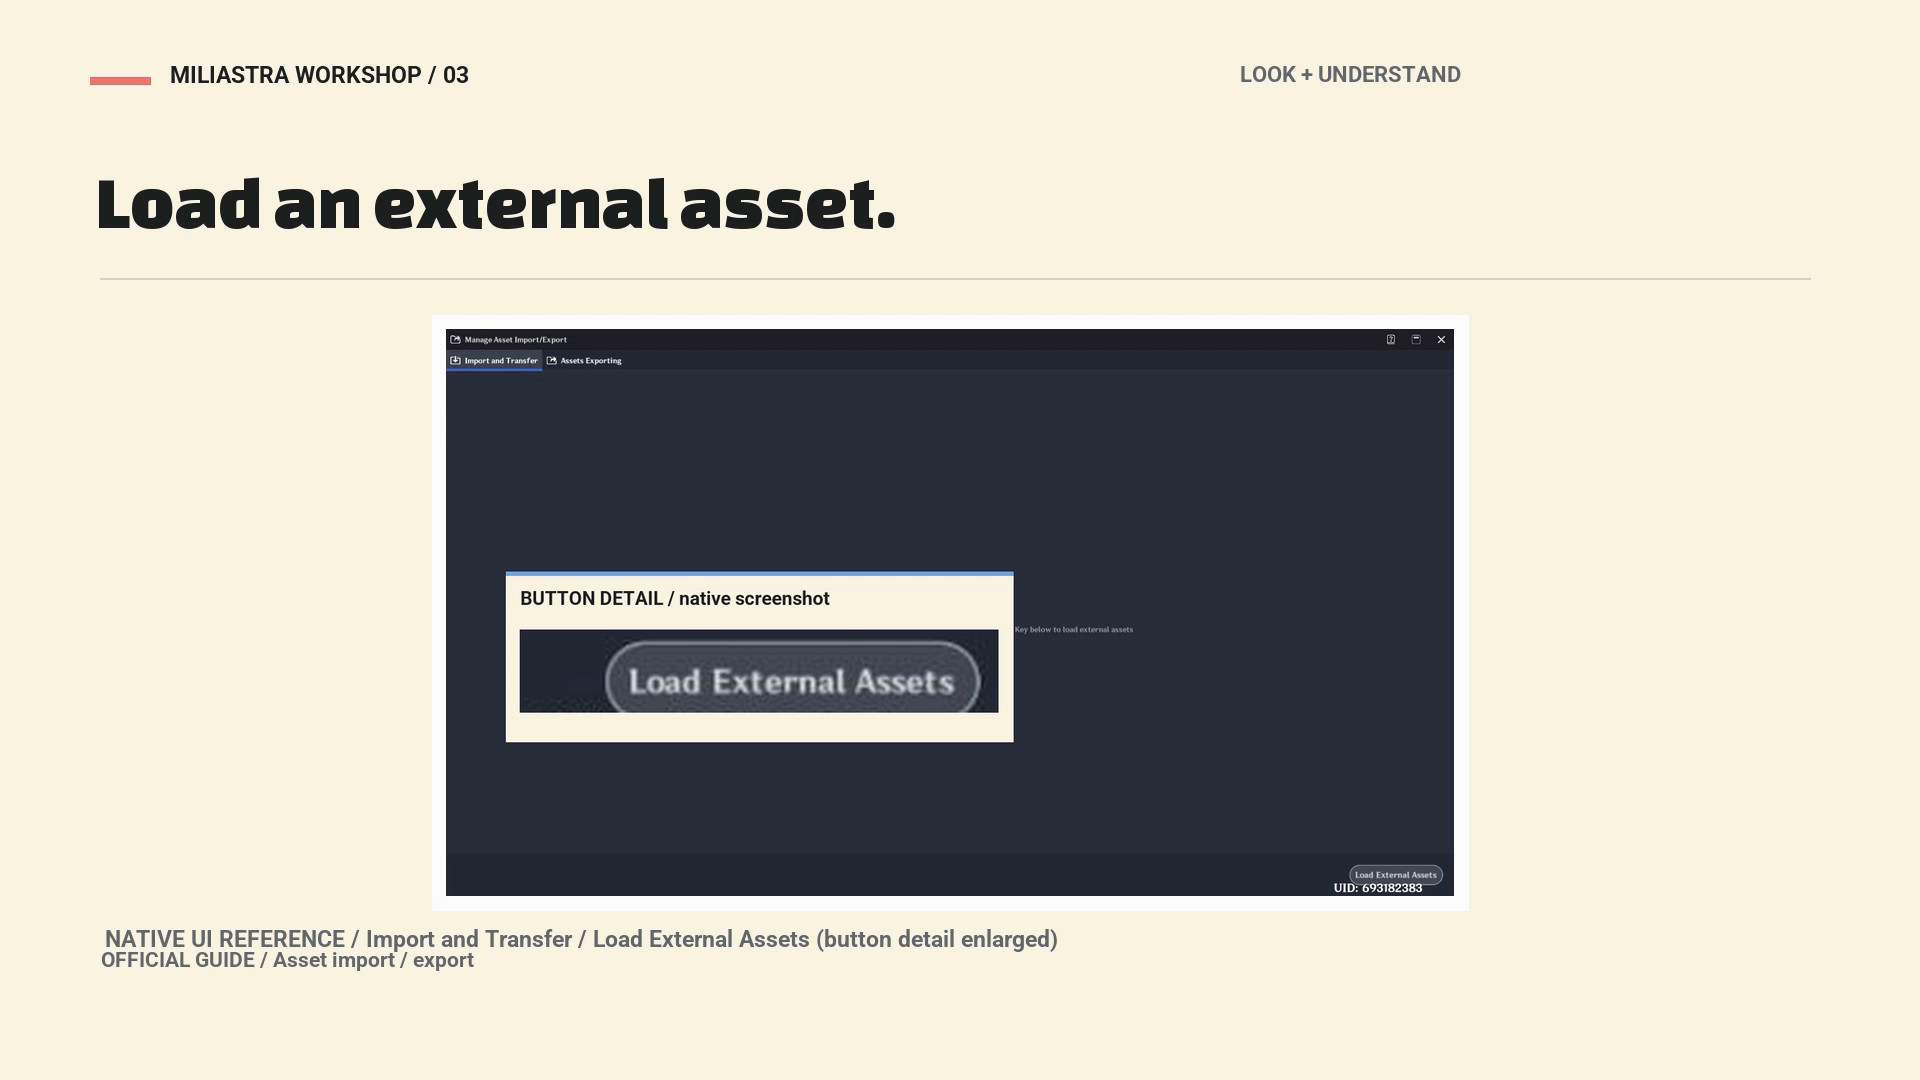 MILIASTRA WORKSHOP / 03
LOOK + UNDERSTAND
Load an external asset.
Manage Asset Import/Export
Import and Transfer
Assets Exporting
BUTTON DETAIL / native screenshot
Key below to load external assets
Load External Assets
Load External Assets
UID: 693182383
NATIVE UI REFERENCE / Import and Transfer / Load External Assets (button detail enlarged)
OFFICIAL GUIDE / Asset import / export